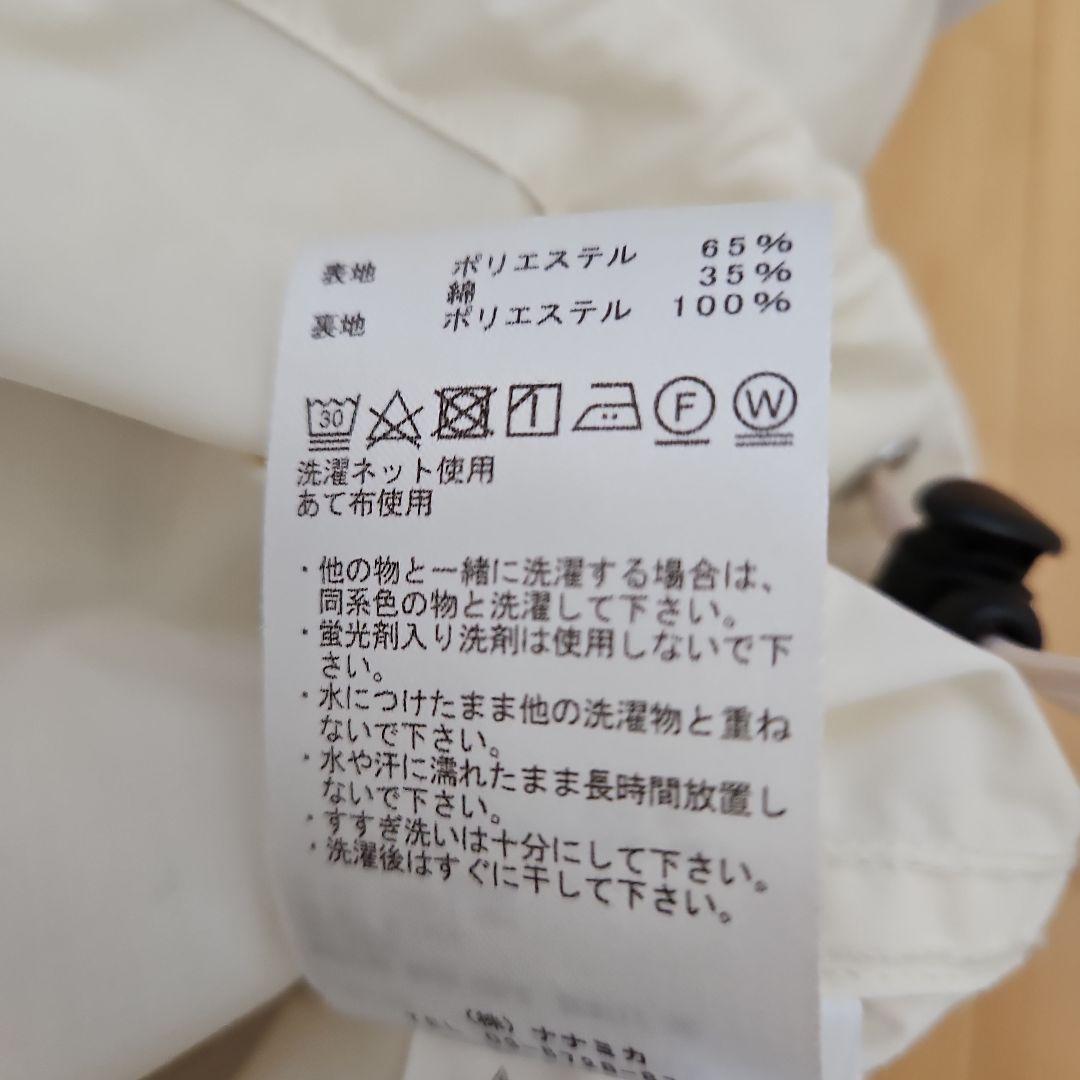 表地 ポリエステル 65%
綿 35%
裏地 ポリエステル 100%
30 F W
洗濯ネット使用
あて布使用
・他の物と一緒に洗濯する場合は、
同系色の物と洗濯して下さい。
・蛍光剤入り洗剤は使用しないで下
さい。
・水につけたまま他の洗濯物と重ね
ないで下さい。
・水や汗に濡れたまま長時間放置し
ないで下さい。
・すすぎ洗いは十分にして下さい。
・洗濯後はすぐに干して下さい。
(株)ナナミカ